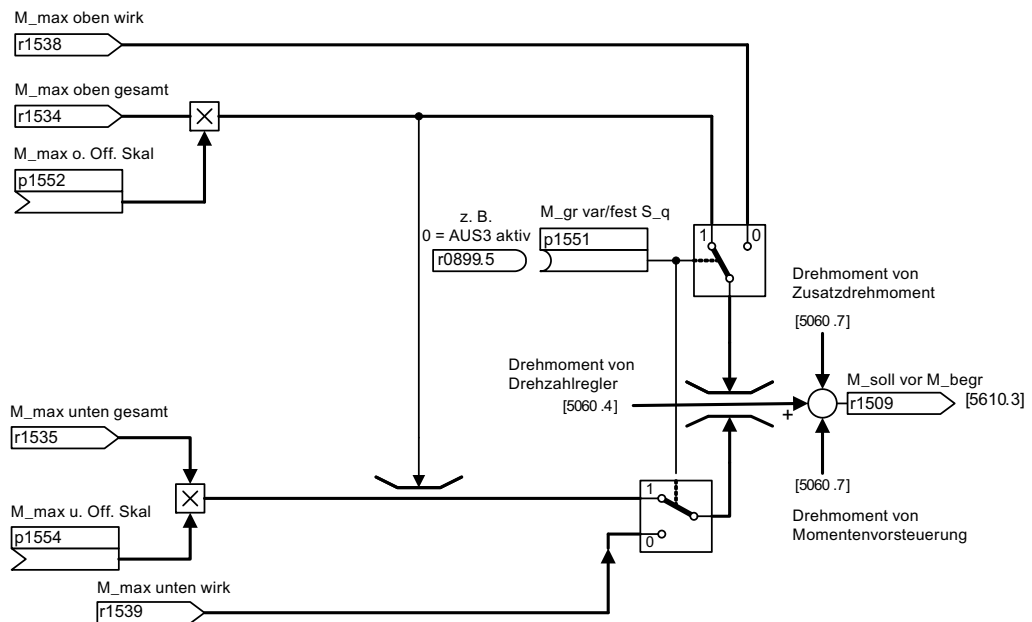 M_max oben wirk
r1538
M_max oben gesamt
r1534
M_max o. Off. Skal
p1552
z. B.
0 = AUS3 aktiv
r0899.5
M_gr var/fest S_q
p1551
1
0
Drehmoment von
Zusatzdrehmoment
[5060 .7]
Drehmoment von
Drehzahlregler
[5060 .4]
+
M_soll vor M_begr
r1509
[5610.3]
M_max unten gesamt
r1535
M_max u. Off. Skal
p1554
1
0
[5060 .7]
Drehmoment von
Momentenvorsteuerung
M_max unten wirk
r1539